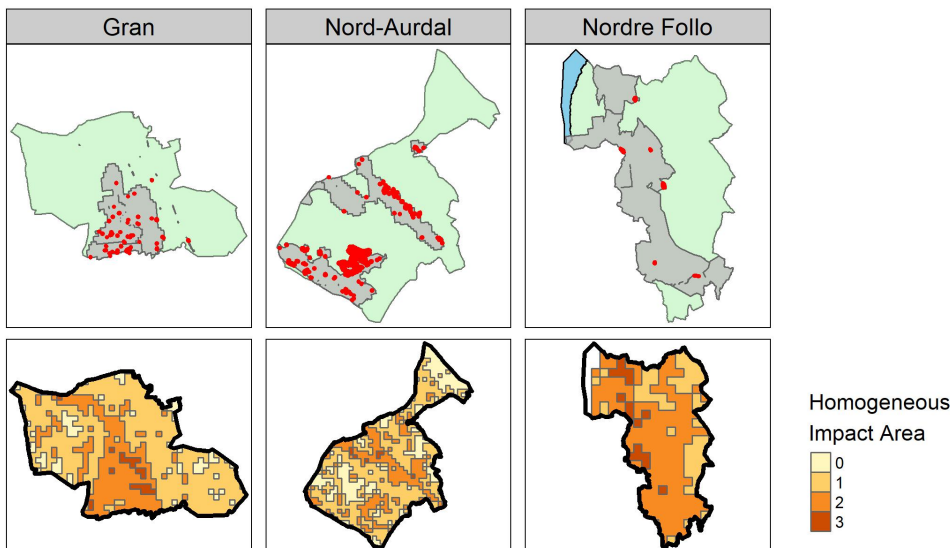 Gran
Nord-Aurdal
Nordre Follo
Homogeneous
Impact Area
0
1
2
3